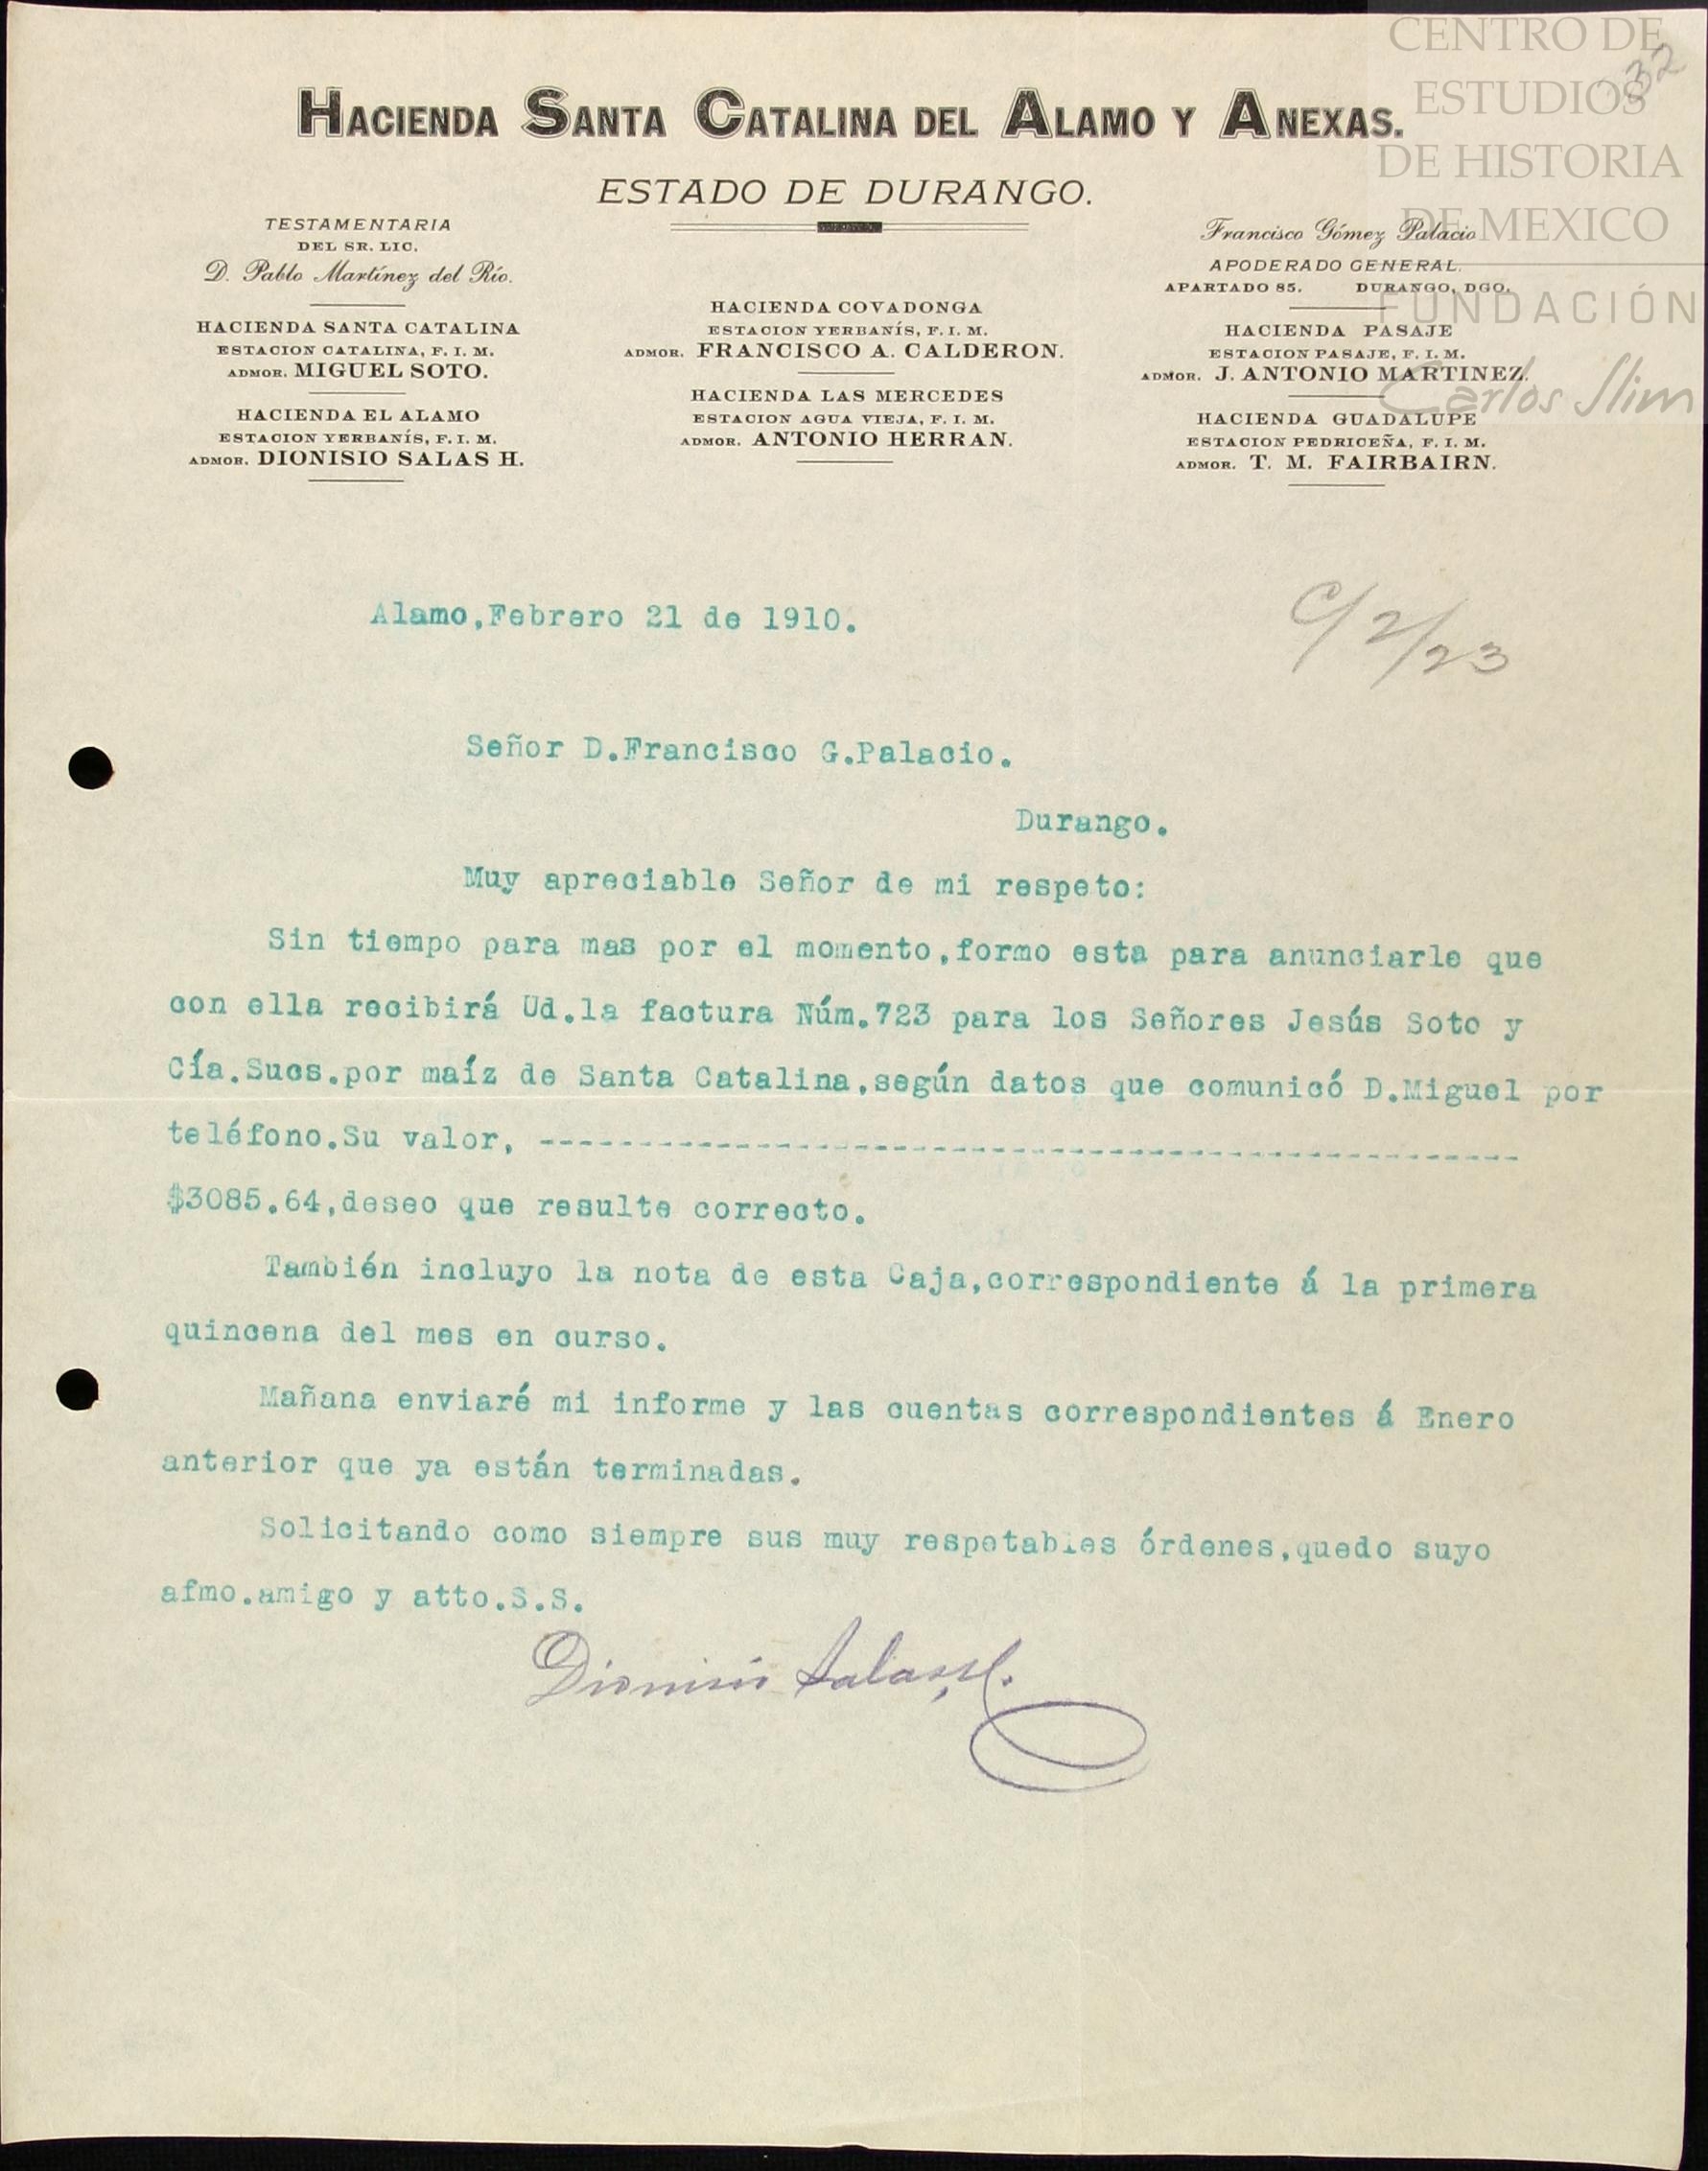 CENTRO DE
ESTUDIOS
DE HISTORIA
DE MEXICO
FUNDACIÓN
Carlos Slim
32
HACIENDA SANTA CATALINA DEL ALAMO Y ANEXAS.
ESTADO DE DURANGO.
TESTAMENTARIA
DEL SR. LIC.
D. Pablo Martínez del Río.
HACIENDA SANTA CATALINA
ESTACION CATALINA, F. I. M.
ADMOR. MIGUEL SOTO.
HACIENDA EL ALAMO
ESTACION YERBANÍS, F. I. M.
ADMOR. DIONISIO SALAS H.
HACIENDA COVADONGA
ESTACION YERBANÍS, F. I. M.
ADMOR. FRANCISCO A. CALDERON.
HACIENDA LAS MERCEDES
ESTACION AGUA VIEJA, F. I. M.
ADMOR. ANTONIO HERRAN.
Francisco Gómez Palacio
APODERADO GENERAL.
APARTADO 85. DURANGO, DGO.
HACIENDA PASAJE
ESTACION PASAJE, F. I. M.
ADMOR. J. ANTONIO MARTINEZ.
HACIENDA GUADALUPE
ESTACION PEDRICEÑA, F. I. M.
ADMOR. T. M. FAIRBAIRN.
Alamo,Febrero 21 de 1910.
C/ 2/23
Señor D.Francisco G.Palacio.
Durango.
Muy apreciable Señor de mi respeto:
Sin tiempo para mas por el momento,formo esta para anunciarle que
con ella recibirá Ud.la factura Núm.723 para los Señores Jesús Soto y
Cía.Sucs.por maíz de Santa Catalina,según datos que comunicó D.Miguel por
teléfono.Su valor, ------------------------------------------------------------
$3085.64,deseo que resulte correcto.
También incluyo la nota de esta Caja,correspondiente á la primera
quincena del mes en curso.
Mañana enviaré mi informe y las cuentas correspondientes á Enero
anterior que ya están terminadas.
Solicitando como siempre sus muy respetables órdenes,quedo suyo
afmo.amigo y atto.S.S.
Dionisio Salas H.